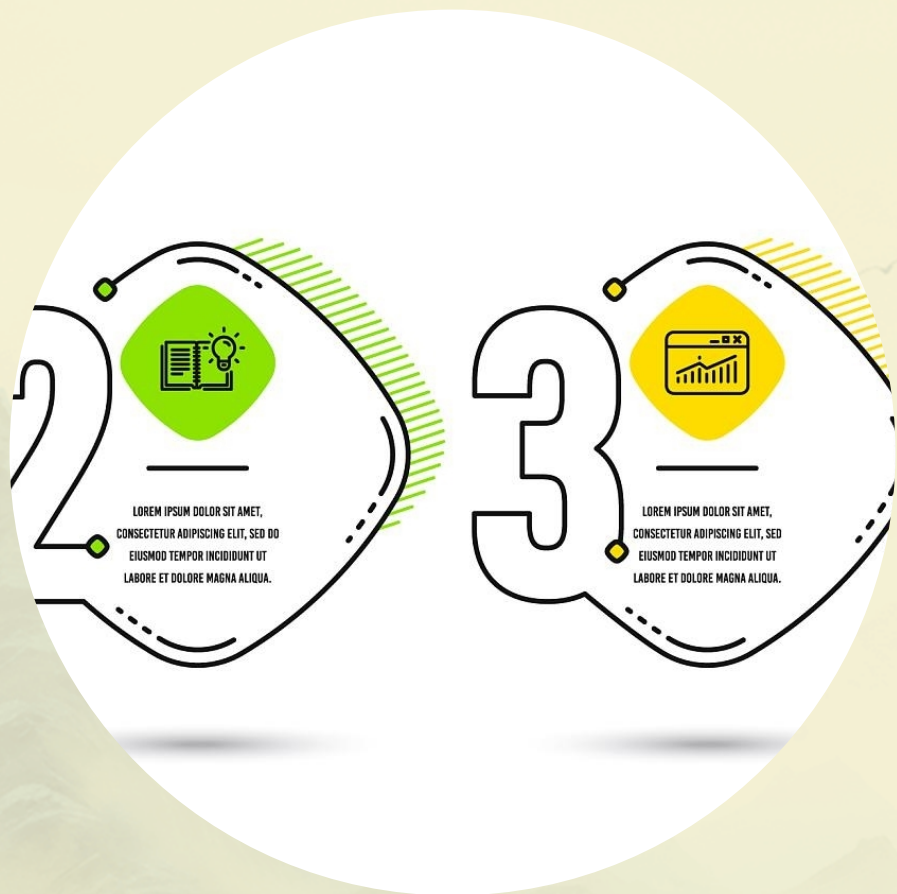 2
LOREM IPSUM DOLOR SIT AMET,
CONSECTETUR ADIPISCING ELIT, SED DO
EIUSMOD TEMPOR INCIDIDUNT UT
LABORE ET DOLORE MAGNA ALIQUA.
3
LOREM IPSUM DOLOR SIT AMET,
CONSECTETUR ADIPISCING ELIT, SED
EIUSMOD TEMPOR INCIDIDUNT UT
LABORE ET DOLORE MAGNA ALIQUA.